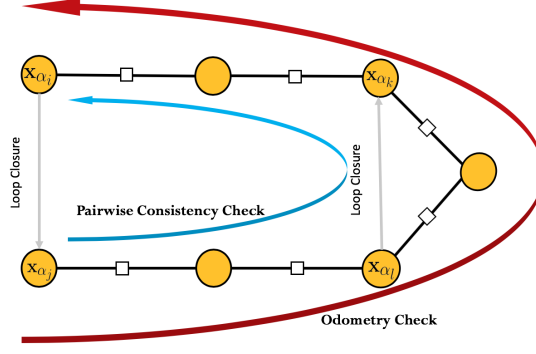 x_{α_i}
x_{α_k}
Loop Closure
Loop Closure
Pairwise Consistency Check
x_{α_j}
x_{α_l}
Odometry Check